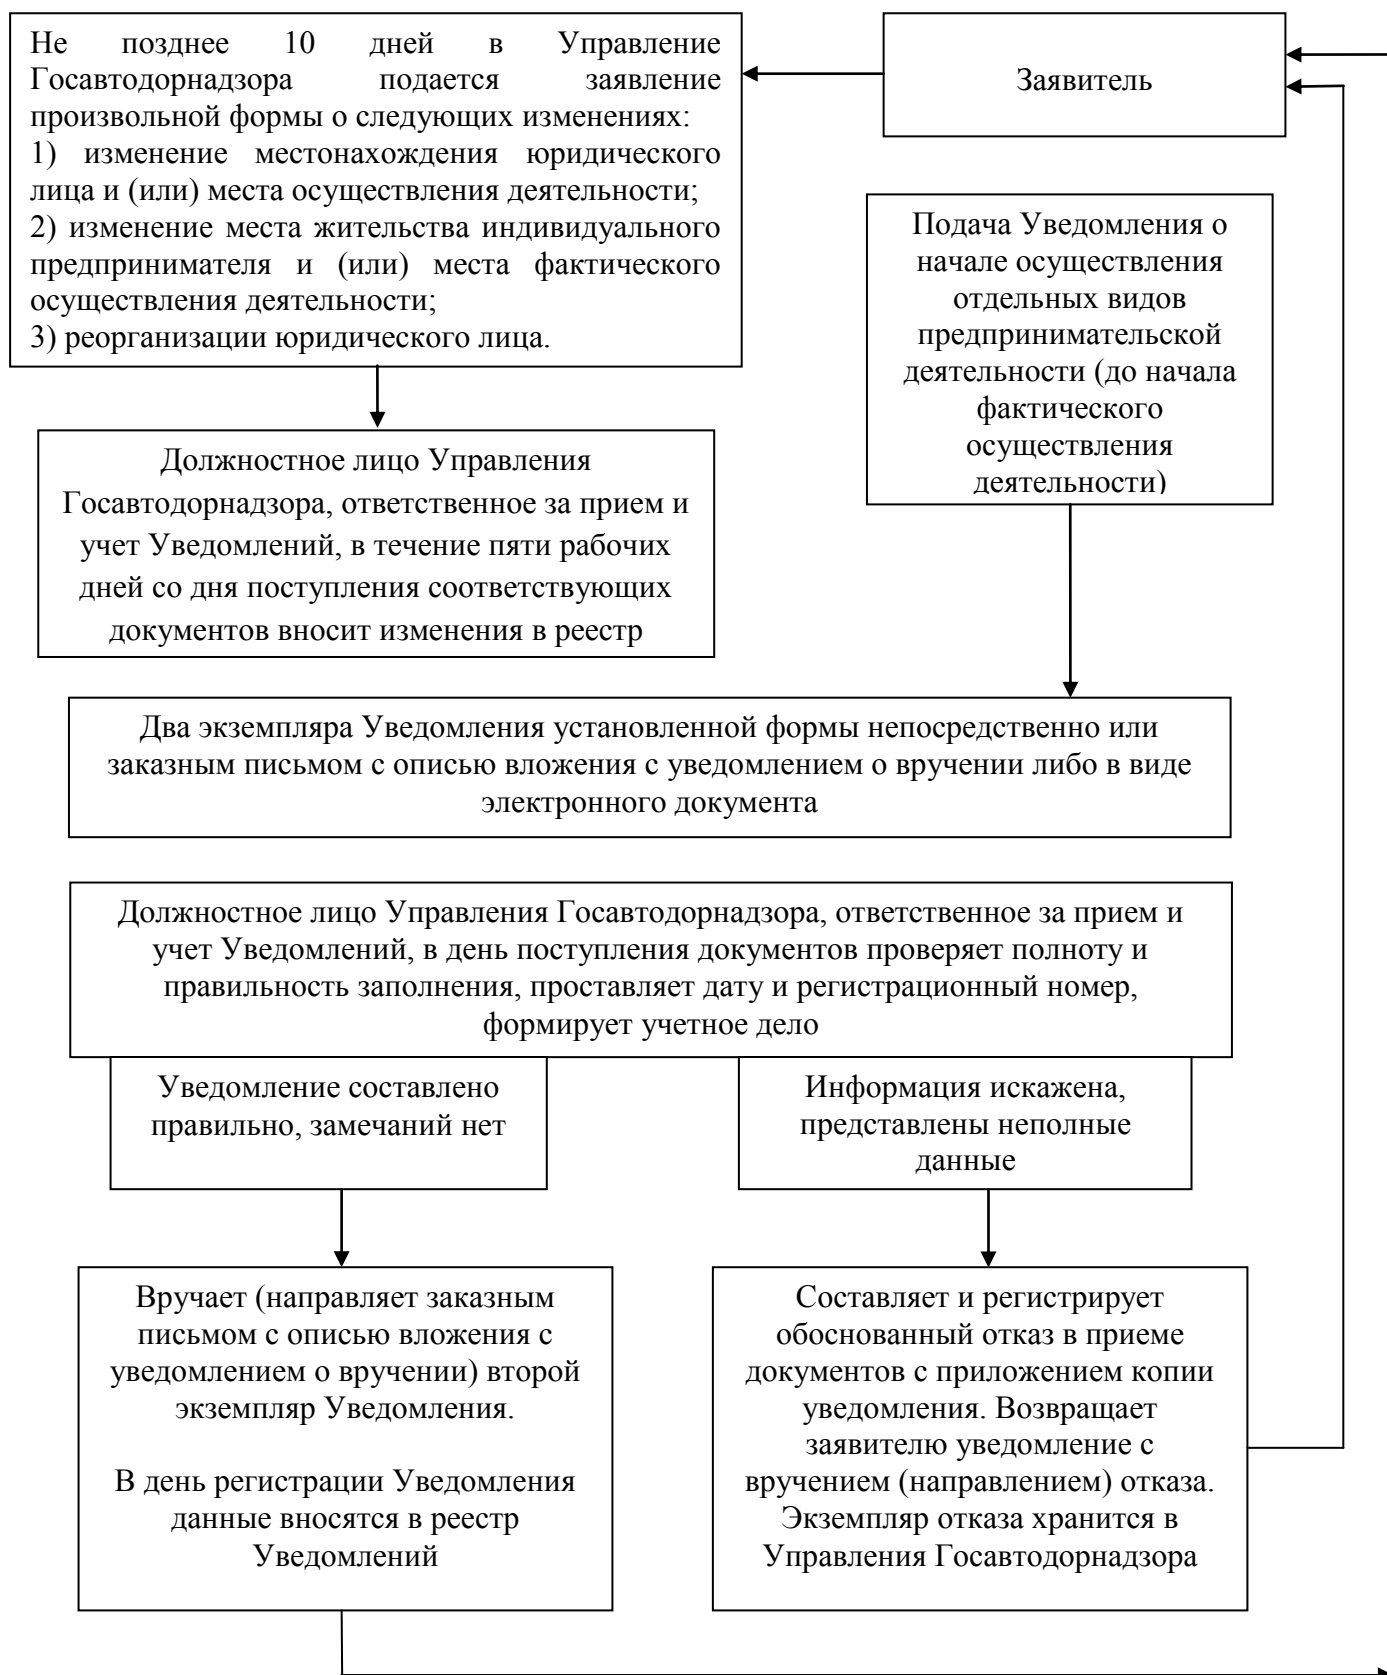 Не позднее 10 дней в Управление
Госавтодорнадзора подается заявление
произвольной формы о следующих изменениях:
1) изменение местонахождения юридического
лица и (или) места осуществления деятельности;
2) изменение места жительства индивидуального
предпринимателя и (или) места фактического
осуществления деятельности;
3) реорганизации юридического лица.
Заявитель
Подача Уведомления о
начале осуществления
отдельных видов
предпринимательской
деятельности (до начала
фактического
осуществления
деятельности)
Должностное лицо Управления
Госавтодорнадзора, ответственное за прием и
учет Уведомлений, в течение пяти рабочих
дней со дня поступления соответствующих
документов вносит изменения в реестр
Два экземпляра Уведомления установленной формы непосредственно или
заказным письмом с описью вложения с уведомлением о вручении либо в виде
электронного документа
Должностное лицо Управления Госавтодорнадзора, ответственное за прием и
учет Уведомлений, в день поступления документов проверяет полноту и
правильность заполнения, проставляет дату и регистрационный номер,
формирует учетное дело
Уведомление составлено
правильно, замечаний нет
Информация искажена,
представлены неполные
данные
Вручает (направляет заказным
письмом с описью вложения с
уведомлением о вручении) второй
экземпляр Уведомления.
В день регистрации Уведомления
данные вносятся в реестр
Уведомлений
Составляет и регистрирует
обоснованный отказ в приеме
документов с приложением копии
уведомления. Возвращает
заявителю уведомление с
вручением (направлением) отказа.
Экземпляр отказа хранится в
Управления Госавтодорнадзора